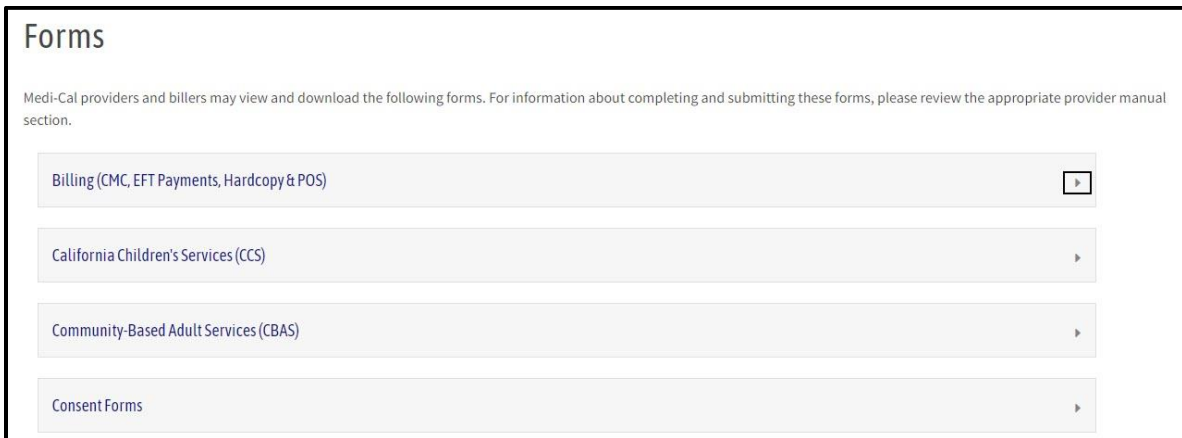 Forms
Medi-Cal providers and billers may view and download the following forms. For information about completing and submitting these forms, please review the appropriate provider manual
section.
Billing (CMC, EFT Payments, Hardcopy & POS)
California Children's Services (CCS)
Community-Based Adult Services (CBAS)
Consent Forms